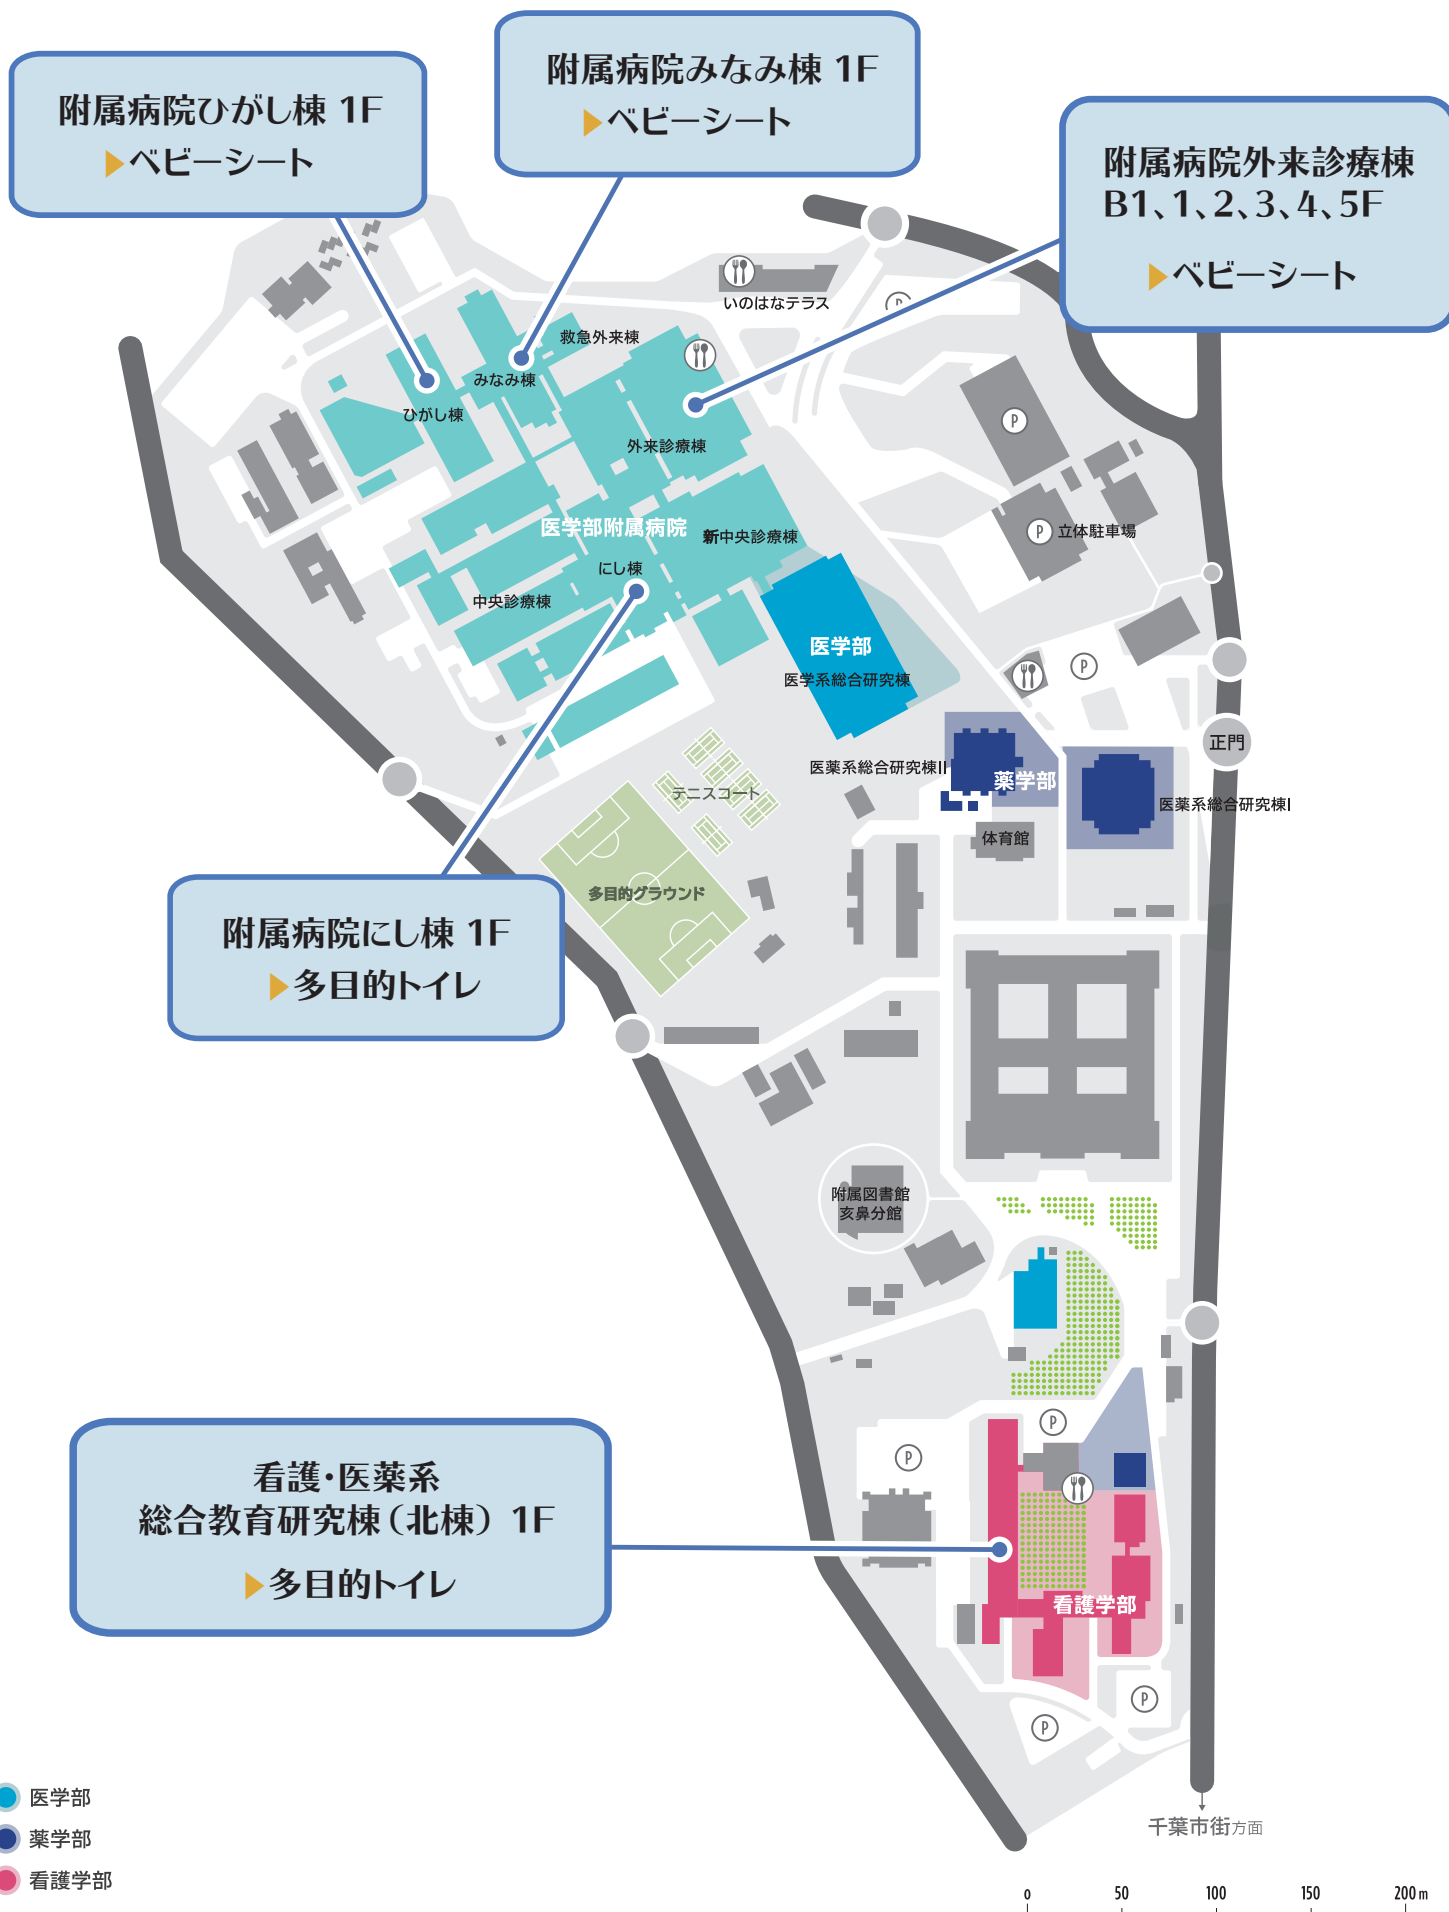 附属病院ひがし棟 1F
▶ベビーシート
附属病院みなみ棟 1F
▶ベビーシート
附属病院外来診療棟
B1、1、2、3、4、5F
▶ベビーシート
いのはなテラス
P
救急外来棟
みなみ棟
ひがし棟
外来診療棟
P
医学部附属病院
新中央診療棟
P
立体駐車場
にし棟
中央診療棟
医学部
医学系総合研究棟
P
正門
医薬系総合研究棟II
薬学部
医薬系総合研究棟I
テニスコート
体育館
多目的グラウンド
附属病院にし棟 1F
▶多目的トイレ
附属図書館
亥鼻分館
P
P
看護・医薬系
総合教育研究棟（北棟）1F
▶多目的トイレ
看護学部
P
P
医学部
薬学部
看護学部
千葉市街方面
0 50 100 150 200 m